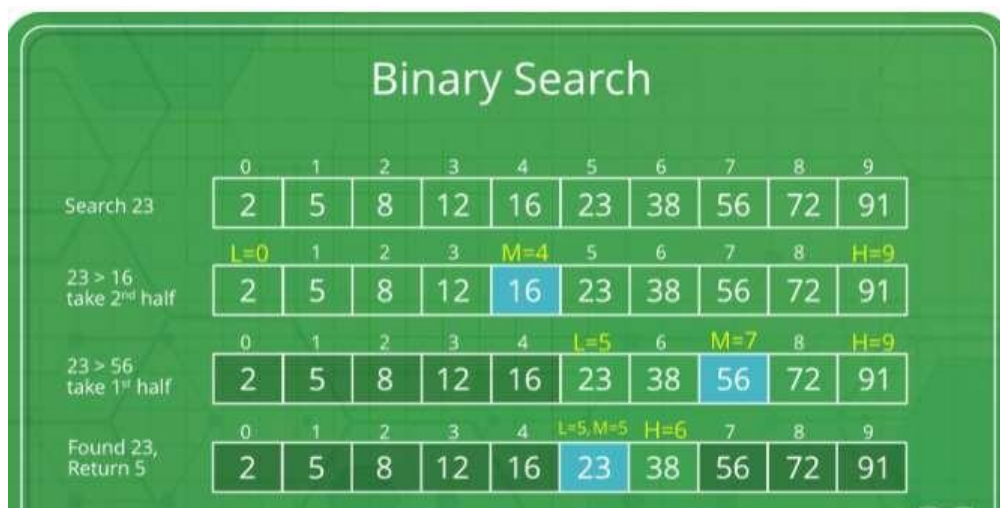 Binary Search
0 1 2 3 4 5 6 7 8 9
Search 23 2 5 8 12 16 23 38 56 72 91
L=0 1 2 3 M=4 5 6 7 8 H=9
23 > 16
take 2nd half
2 5 8 12 16 23 38 56 72 91
0 1 2 3 4 L=5 6 M=7 8 H=9
23 > 56
take 1st half
2 5 8 12 16 23 38 56 72 91
0 1 2 3 4 L=5, M=5 H=6 7 8 9
Found 23,
Return 5
2 5 8 12 16 23 38 56 72 91